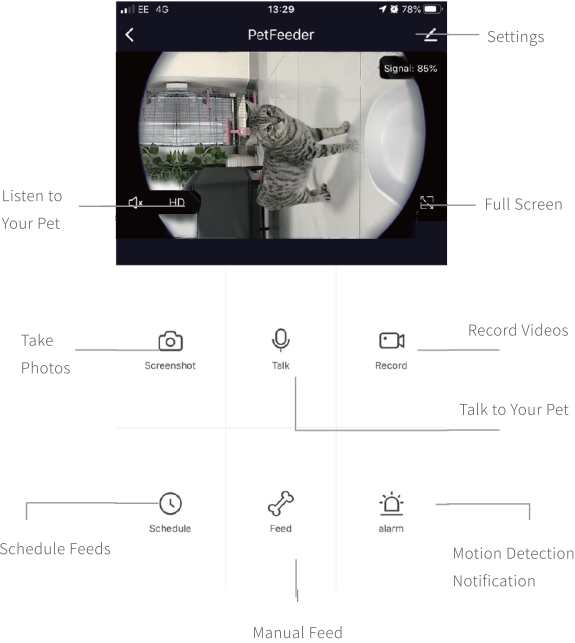 EE 4G 13:29 78%
PetFeeder
Settings
Signal: 85%
Listen to
Your Pet
HD
Full Screen
Take
Photos
Screenshot
Talk
Record
Record Videos
Talk to Your Pet
Schedule
Feed
alarm
Schedule Feeds
Motion Detection
Notification
Manual Feed